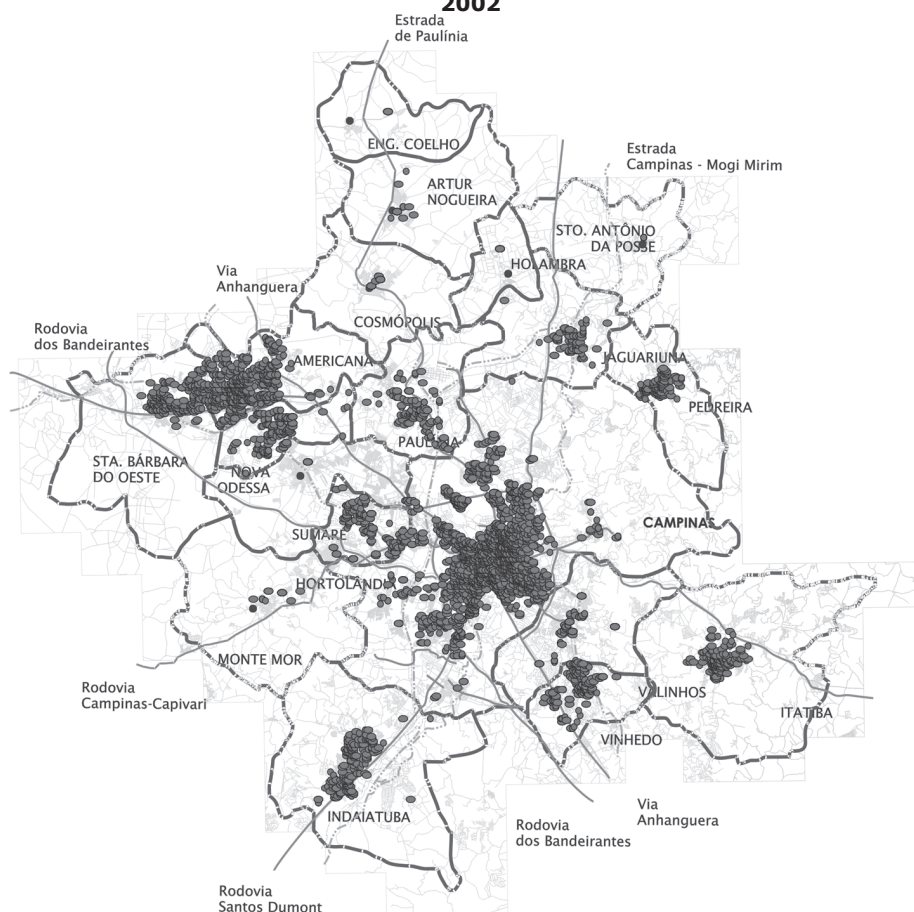 2002
Estrada
de Paulínia
ENG. COELHO
Estrada
Campinas - Mogi Mirim
ARTUR
NOGUEIRA
STO. ANTÔNIO
DA POSSE
HOLAMBRA
Via
Anhanguera
COSMÓPOLIS
Rodovia
dos Bandeirantes
AMERICANA
JAGUARIUNA
PEDREIRA
PAULÍNIA
STA. BÁRBARA
DO OESTE
NOVA
ODESSA
CAMPINAS
SUMARÉ
HORTOLÂNDIA
MONTE MOR
Rodovia
Campinas-Capivari
VALINHOS
ITATIBA
VINHEDO
INDAIATUBA
Via
Anhanguera
Rodovia
dos Bandeirantes
Rodovia
Santos Dumont